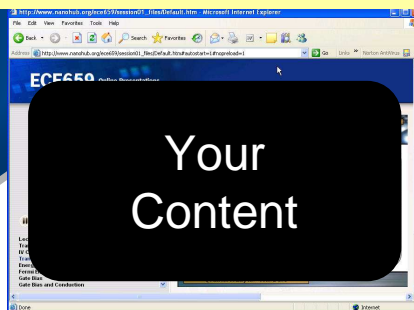 http://www.nanohub.org/ece659/session01_files/Default.htm - Microsoft Internet Explorer
File Edit View Favorites Tools Help
Back Search Favorites
Address http://www.nanohub.org/ece659/session01_files/Default.htm#autostart=1#nopreload=1 Go Links » Norton AntiVirus
ECE659 Online Presentations
Your
Content
IV C
Gate Bias
Gate Bias and Conduction
Done Internet